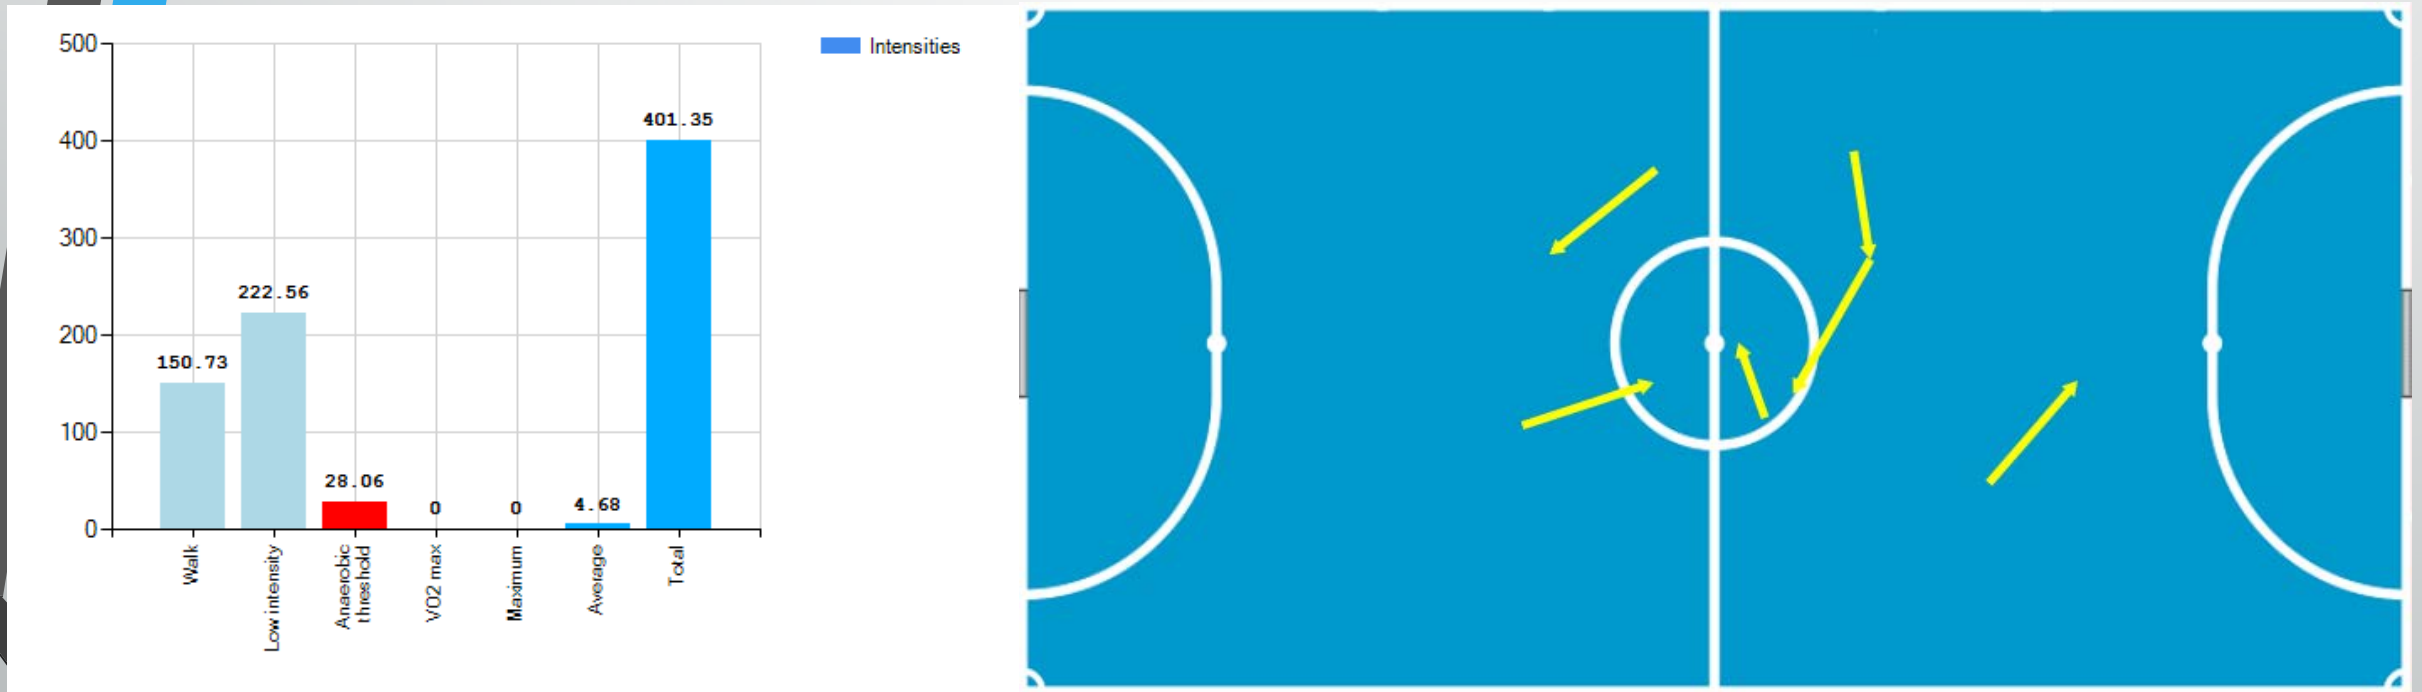 500
400
300
200
100
0
150.73
222.56
28.06
0
0
4.68
401.35
Walk
Low intensity
Anaerobic
threshold
VO2 max
Maximum
Average
Total
Intensities